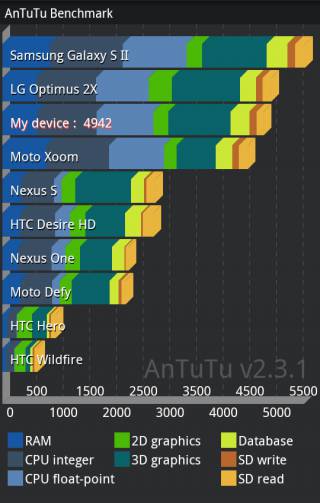 AnTuTu Benchmark
Samsung Galaxy S II
LG Optimus 2X
My device : 4942
Moto Xoom
Nexus S
HTC Desire HD
Nexus One
Moto Defy
HTC Hero
HTC Wildfire
AnTuTu v2.3.1
500 1500 2500 3500 4500 5500
0 1000 2000 3000 4000 5000
RAM 2D graphics Database
CPU integer 3D graphics SD write
CPU float-point SD read